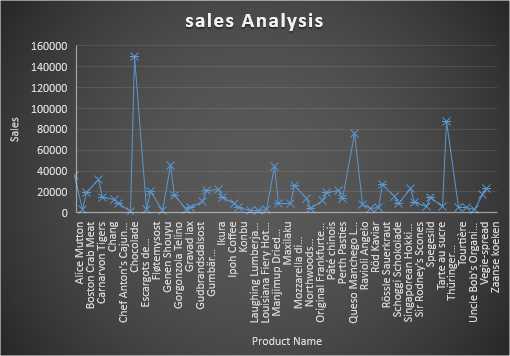 sales Analysis
160000
140000
120000
100000
80000
60000
40000
20000
0
Sales
Alice Mutton
Boston Crab Meat
Carnarvon Tigers
Chang
Chef Anton's Cajun…
Chocolade
Escargots de…
Fløtemysost
Genen Shouyu
Gorgonzola Telino
Gravad lax
Gudbrandsdalsost
Gumbär…
Ikura
Ipoh Coffee
Konbu
Laughing Lumberja…
Louisiana Fiery Hot…
Manjimup Dried…
Maxilaku
Mozzarella di…
Northwoods…
Original Frankfurte…
Pâté chinois
Perth Pasties
Queso Manchego L…
Ravioli Angelo
Röd Kaviar
Rössle Sauerkraut
Schoggi Schokolade
Singaporean Hokki…
Sir Rodney's Scones
Spegesild
Tarte au sucre
Thüringer…
Tourtière
Uncle Bob's Organi…
Vegie-spread
Zaanse koeken
Product Name